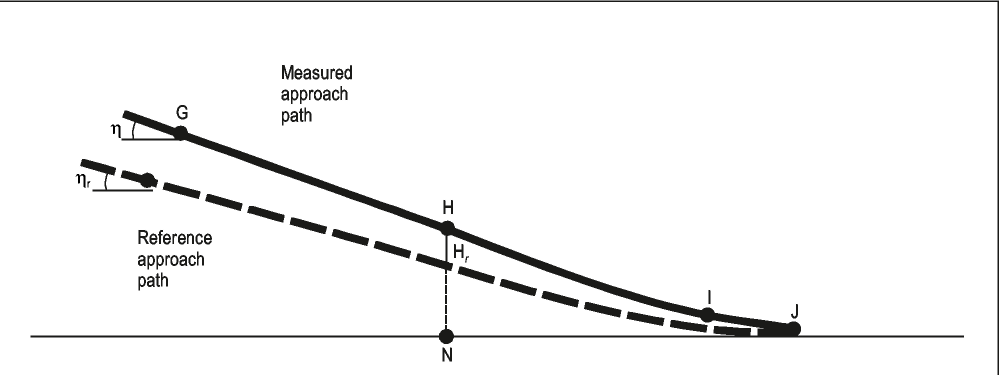 Measured
approach
path
G
η
ηr
H
Reference
approach
path
Hr
I
J
N